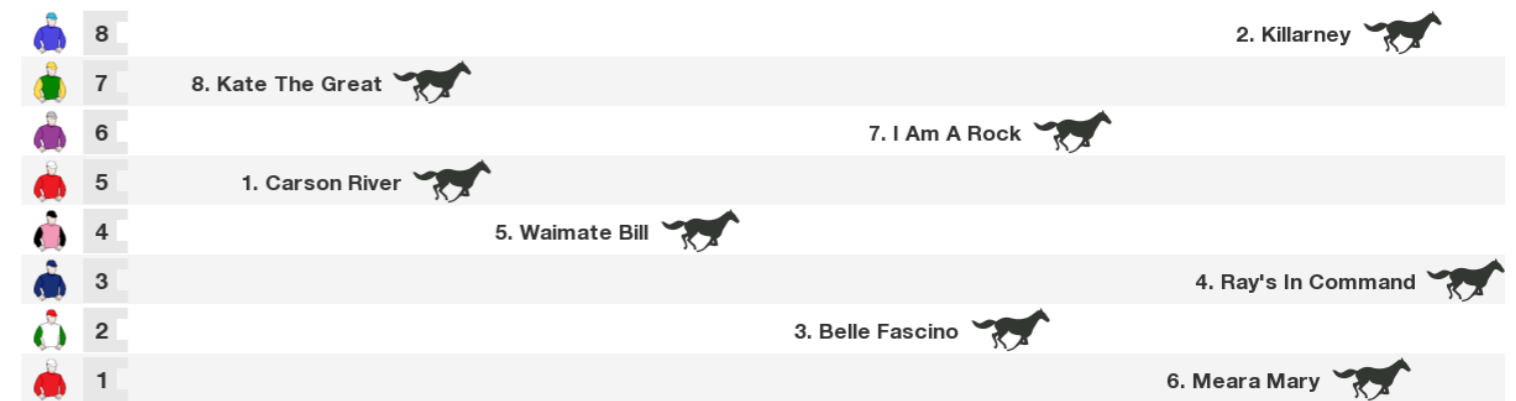 8 2. Killarney
7 8. Kate The Great
6 7. I Am A Rock
5 1. Carson River
4 5. Waimate Bill
3 4. Ray's In Command
2 3. Belle Fascino
1 6. Meara Mary